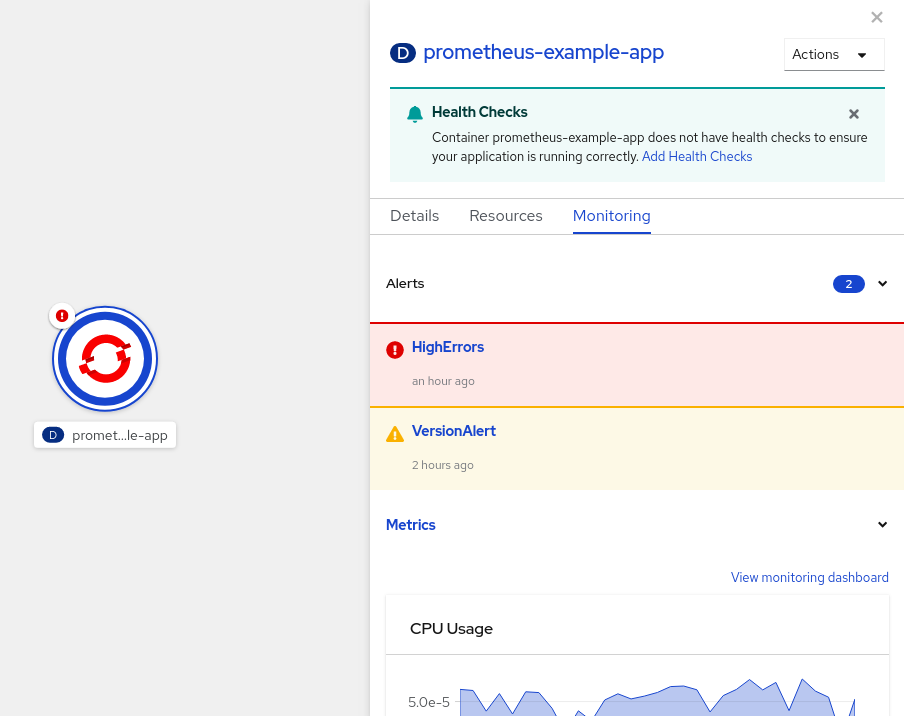 D prometheus-example-app
Actions
Health Checks
Container prometheus-example-app does not have health checks to ensure
your application is running correctly. Add Health Checks
Details Resources Monitoring
Alerts 2
HighErrors
an hour ago
VersionAlert
2 hours ago
Metrics
View monitoring dashboard
CPU Usage
5.0e-5
D promet...le-app